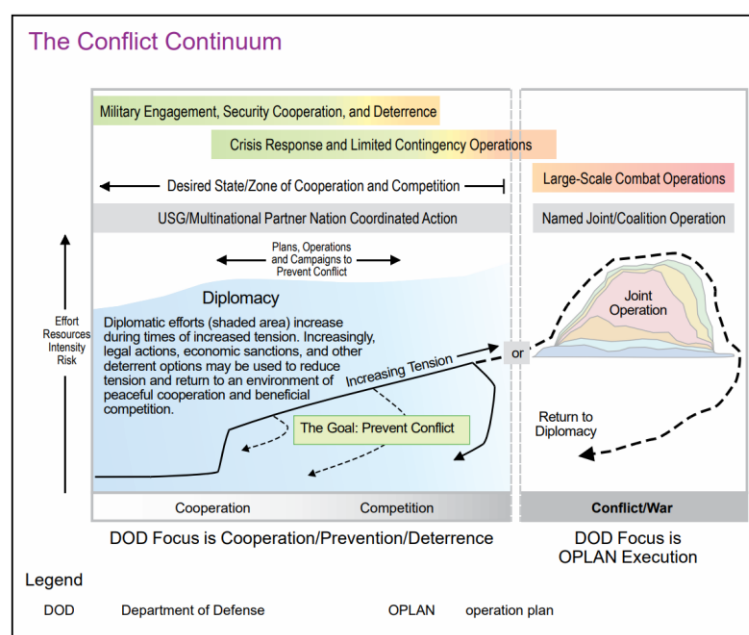 The Conflict Continuum
Military Engagement, Security Cooperation, and Deterrence
Crisis Response and Limited Contingency Operations
Large-Scale Combat Operations
Desired State/Zone of Cooperation and Competition
USG/Multinational Partner Nation Coordinated Action
Named Joint/Coalition Operation
Plans, Operations
and Campaigns to
Prevent Conflict
Effort
Resources
Intensity
Risk
Diplomacy
Diplomatic efforts (shaded area) increase
during times of increased tension. Increasingly,
legal actions, economic sanctions, and other
deterrent options may be used to reduce
tension and return to an environment of
peaceful cooperation and beneficial
competition.
Increasing Tension
or
Joint
Operation
The Goal: Prevent Conflict
Return to
Diplomacy
Cooperation
Competition
Conflict/War
DOD Focus is Cooperation/Prevention/Deterrence
DOD Focus is
OPLAN Execution
Legend
DOD Department of Defense OPLAN operation plan